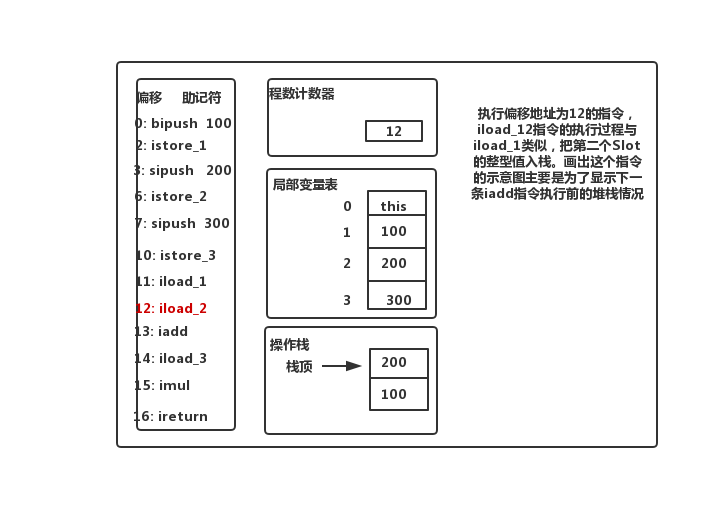 偏移 助记符
0: bipush 100
2: istore_1
3: sipush 200
6: istore_2
7: sipush 300
10: istore_3
11: iload_1
12: iload_2
13: iadd
14: iload_3
15: imul
16: ireturn
程数计数器
12
局部变量表
0 this
1 100
2 200
3 300
操作栈
栈顶 200
100
执行偏移地址为12的指令，
iload_12指令的执行过程与
iload_1类似，把第二个Slot
的整型值入栈。画出这个指令
的示意图主要是为了显示下一
条iadd指令执行前的堆栈情况